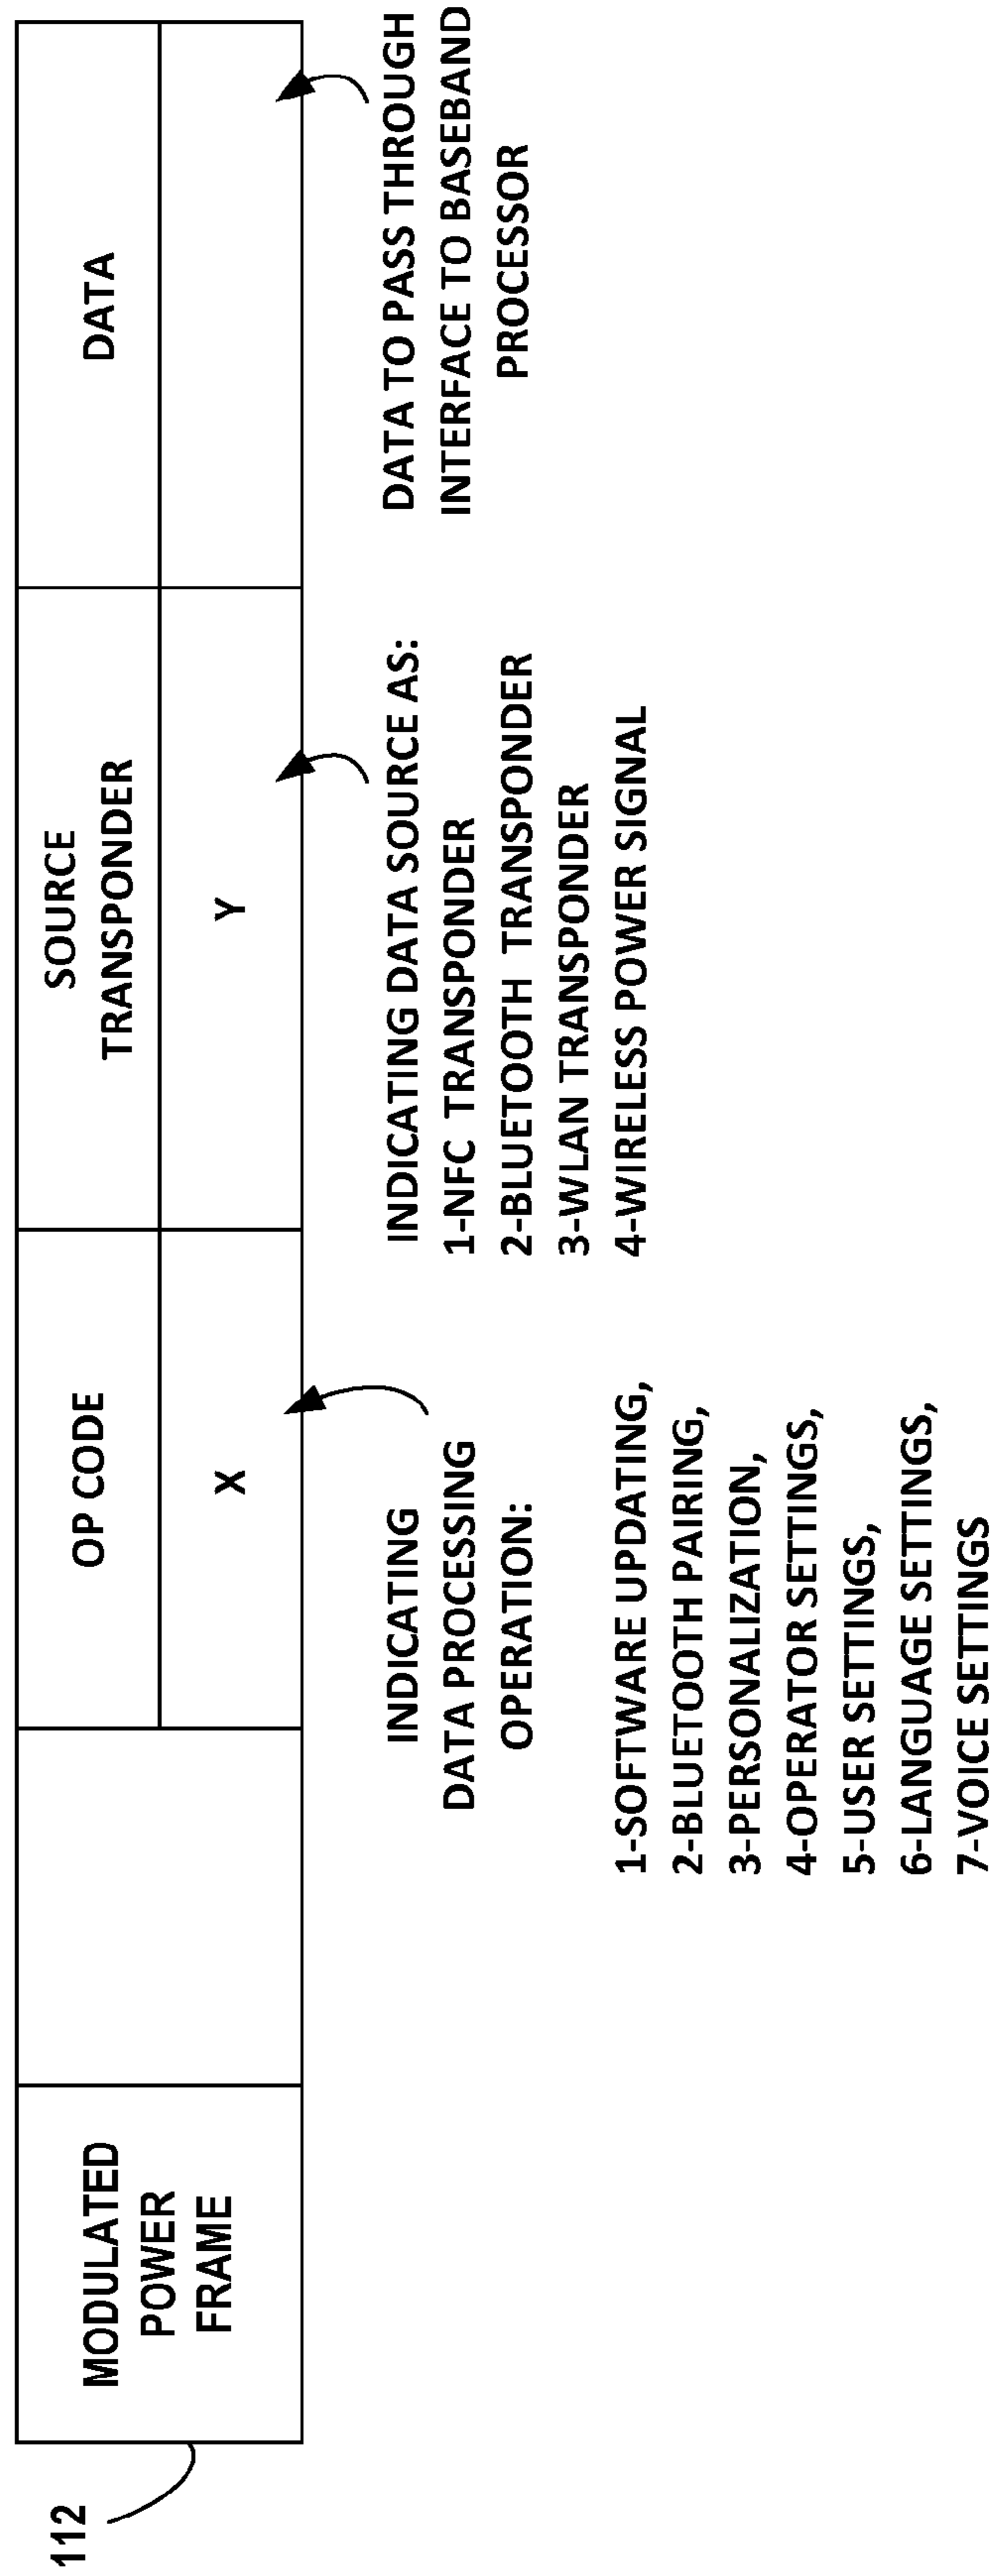 112
MODULATED
POWER
FRAME
OP CODE
X
SOURCE
TRANSPONDER
Y
DATA
INDICATING
DATA PROCESSING
OPERATION:
1-SOFTWARE UPDATING,
2-BLUETOOTH PAIRING,
3-PERSONALIZATION,
4-OPERATOR SETTINGS,
5-USER SETTINGS,
6-LANGUAGE SETTINGS,
7-VOICE SETTINGS
INDICATING DATA SOURCE AS:
1-NFC TRANSPONDER
2-BLUETOOTH TRANSPONDER
3-WLAN TRANSPONDER
4-WIRELESS POWER SIGNAL
DATA TO PASS THROUGH
INTERFACE TO BASEBAND
PROCESSOR